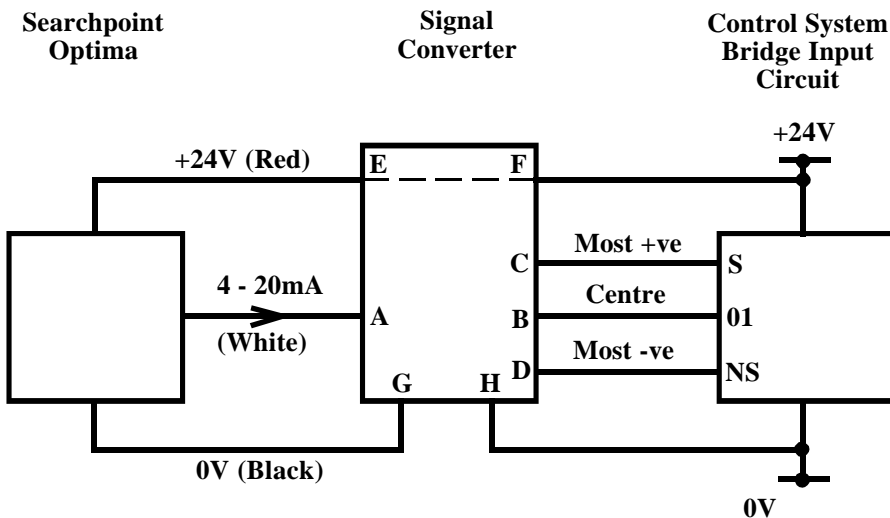 Searchpoint
Optima
Signal
Converter
Control System
Bridge Input
Circuit
+24V
+24V (Red)
E
F
C
Most +ve
S
4 - 20mA
(White)
A
B
Centre
01
D
Most -ve
NS
G
H
0V (Black)
0V